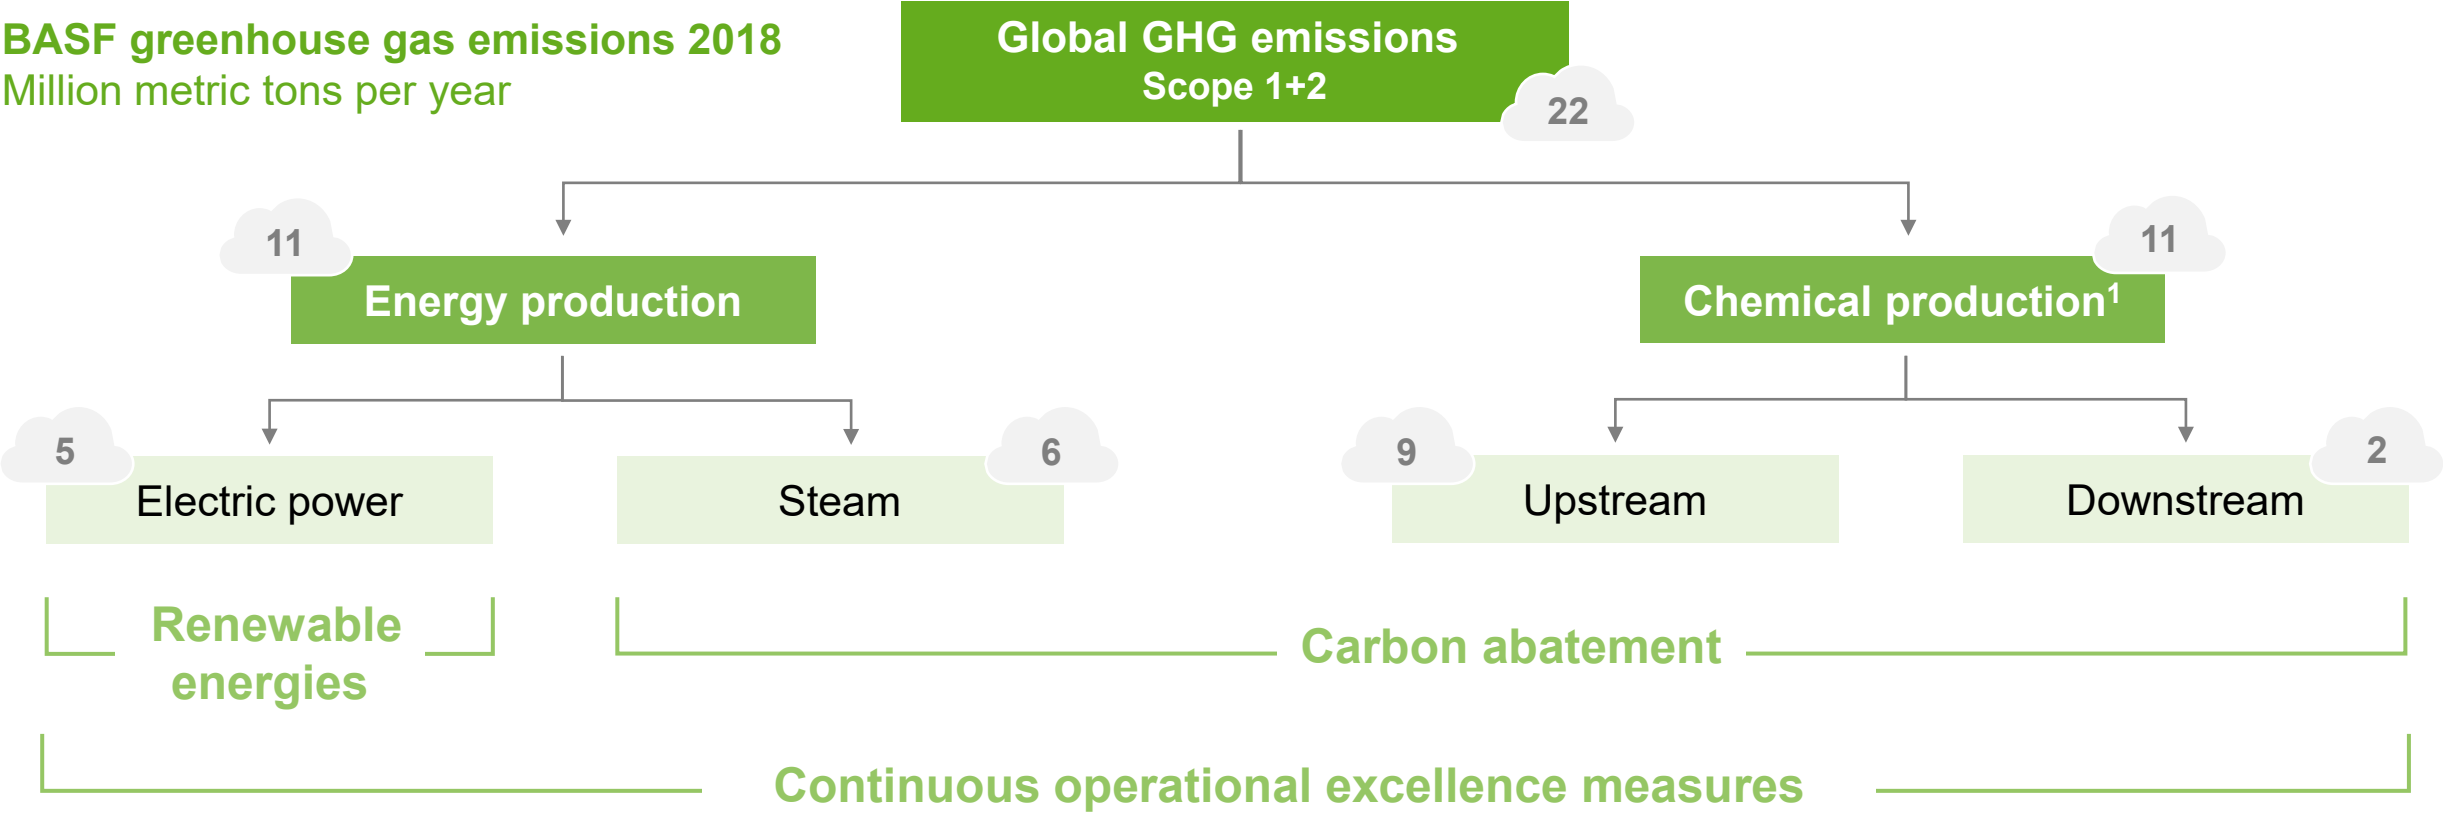 BASF greenhouse gas emissions 2018
Million metric tons per year
Global GHG emissions
Scope 1+2
22
11
Energy production
11
Chemical production¹
5
Electric power
6
Steam
9
Upstream
2
Downstream
Renewable
energies
Carbon abatement
Continuous operational excellence measures